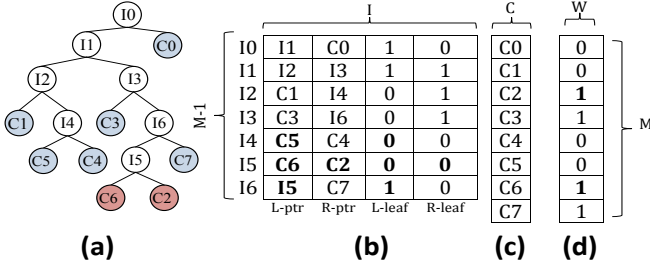 I C W
I0
I1 C0
I2 I3
C1 I4 C3 I6
C5 C4 I5 C7
C6 C2
M-1
I0 I1 C0 1 0
I1 I2 I3 1 1
I2 C1 I4 0 1
I3 C3 I6 0 1
I4 C5 C4 0 0
I5 C6 C2 0 0
I6 I5 C7 1 0
L-ptr R-ptr L-leaf R-leaf
C0 0
C1 0
C2 1
C3 1
C4 0
C5 0
C6 1
C7 1
M
(a) (b) (c) (d)